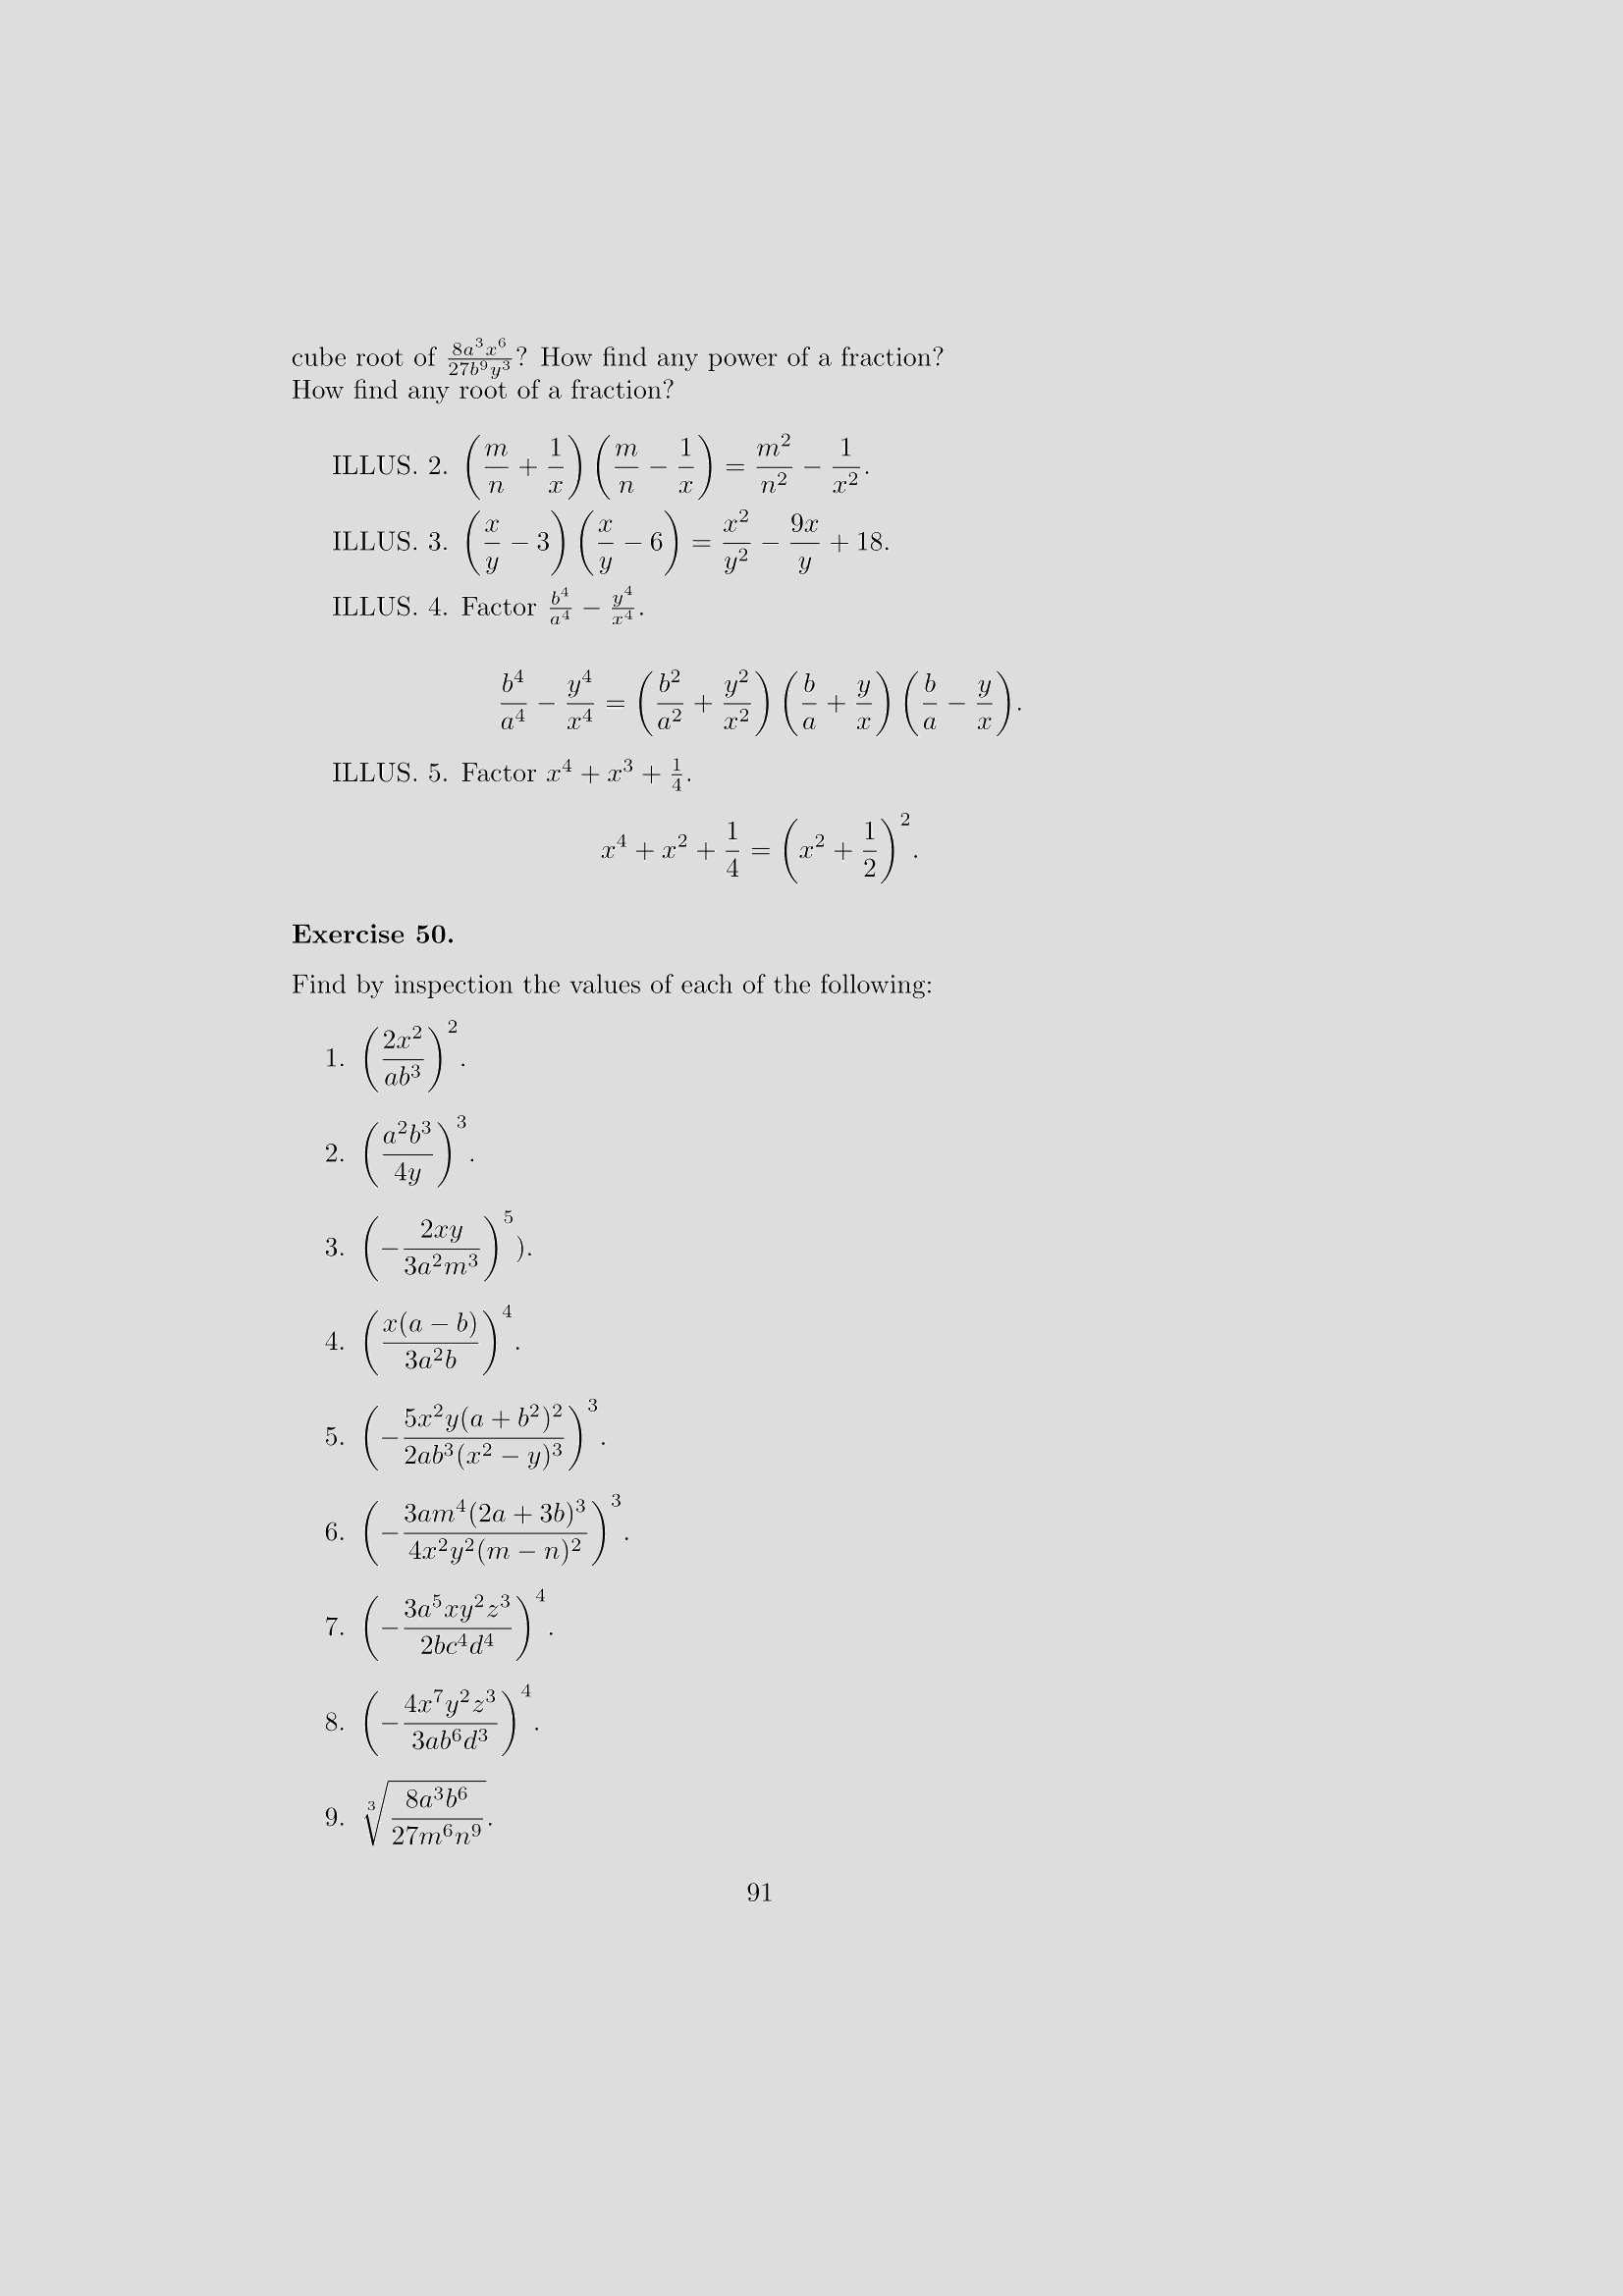 cube root of $\frac{8a^3x^6}{27b^9y^3}$? How find any power of a fraction?
How find any root of a fraction?
ILLUS. 2. $\left(\frac{m}{n}+\frac{1}{x}\right)\left(\frac{m}{n}-\frac{1}{x}\right)=\frac{m^2}{n^2}-\frac{1}{x^2}$.
ILLUS. 3. $\left(\frac{x}{y}-3\right)\left(\frac{x}{y}-6\right)=\frac{x^2}{y^2}-\frac{9x}{y}+18$.
ILLUS. 4. Factor $\frac{b^4}{a^4}-\frac{y^4}{x^4}$.
$\frac{b^4}{a^4}-\frac{y^4}{x^4}=\left(\frac{b^2}{a^2}+\frac{y^2}{x^2}\right)\left(\frac{b}{a}+\frac{y}{x}\right)\left(\frac{b}{a}-\frac{y}{x}\right)$.
ILLUS. 5. Factor $x^4+x^3+\frac{1}{4}$.
$x^4+x^2+\frac{1}{4}=\left(x^2+\frac{1}{2}\right)^2$.
Exercise 50.
Find by inspection the values of each of the following:
1. $\left(\frac{2x^2}{ab^3}\right)^2$.
2. $\left(\frac{a^2b^3}{4y}\right)^3$.
3. $\left(-\frac{2xy}{3a^2m^3}\right)^5)$.
4. $\left(\frac{x(a-b)}{3a^2b}\right)^4$.
5. $\left(-\frac{5x^2y(a+b^2)^2}{2ab^3(x^2-y)^3}\right)^3$.
6. $\left(-\frac{3am^4(2a+3b)^3}{4x^2y^2(m-n)^2}\right)^3$.
7. $\left(-\frac{3a^5xy^2z^3}{2bc^4d^4}\right)^4$.
8. $\left(-\frac{4x^7y^2z^3}{3ab^6d^3}\right)^4$.
9. $\sqrt[3]{\frac{8a^3b^6}{27m^6n^9}}$.
91